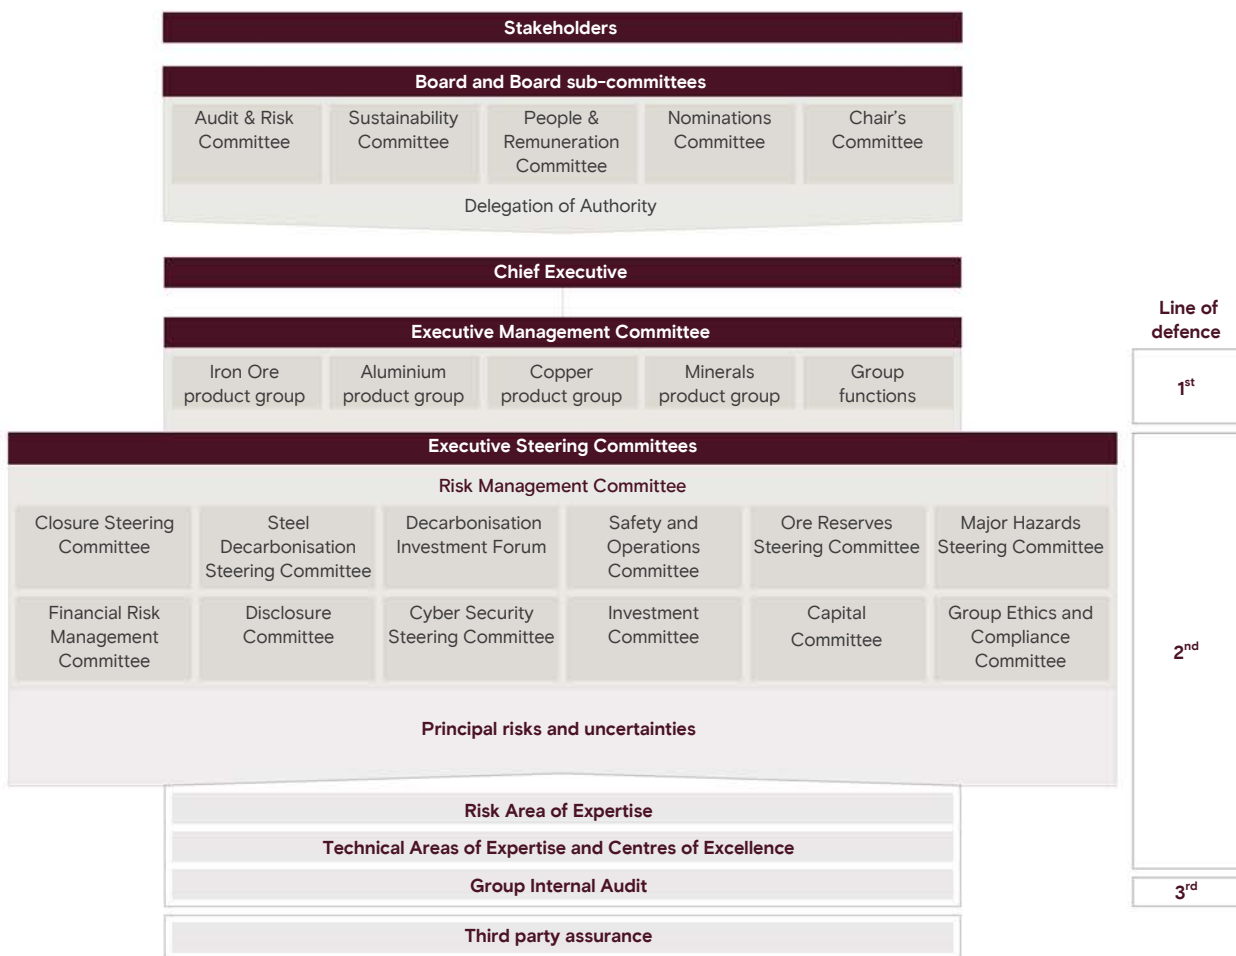 Stakeholders
Board and Board sub-committees
Audit & Risk
Committee
Sustainability
Committee
People &
Remuneration
Committee
Nominations
Committee
Chair's
Committee
Delegation of Authority
Chief Executive
Executive Management Committee
Line of
defence
Iron Ore
product group
Aluminium
product group
Copper
product group
Minerals
product group
Group
functions
1st
Executive Steering Committees
Risk Management Committee
Closure Steering
Committee
Steel
Decarbonisation
Steering Committee
Decarbonisation
Investment Forum
Safety and
Operations
Committee
Ore Reserves
Steering Committee
Major Hazards
Steering Committee
Financial Risk
Management
Committee
Disclosure
Committee
Cyber Security
Steering Committee
Investment
Committee
Capital
Committee
Group Ethics and
Compliance
Committee
2nd
Principal risks and uncertainties
Risk Area of Expertise
Technical Areas of Expertise and Centres of Excellence
Group Internal Audit
3rd
Third party assurance